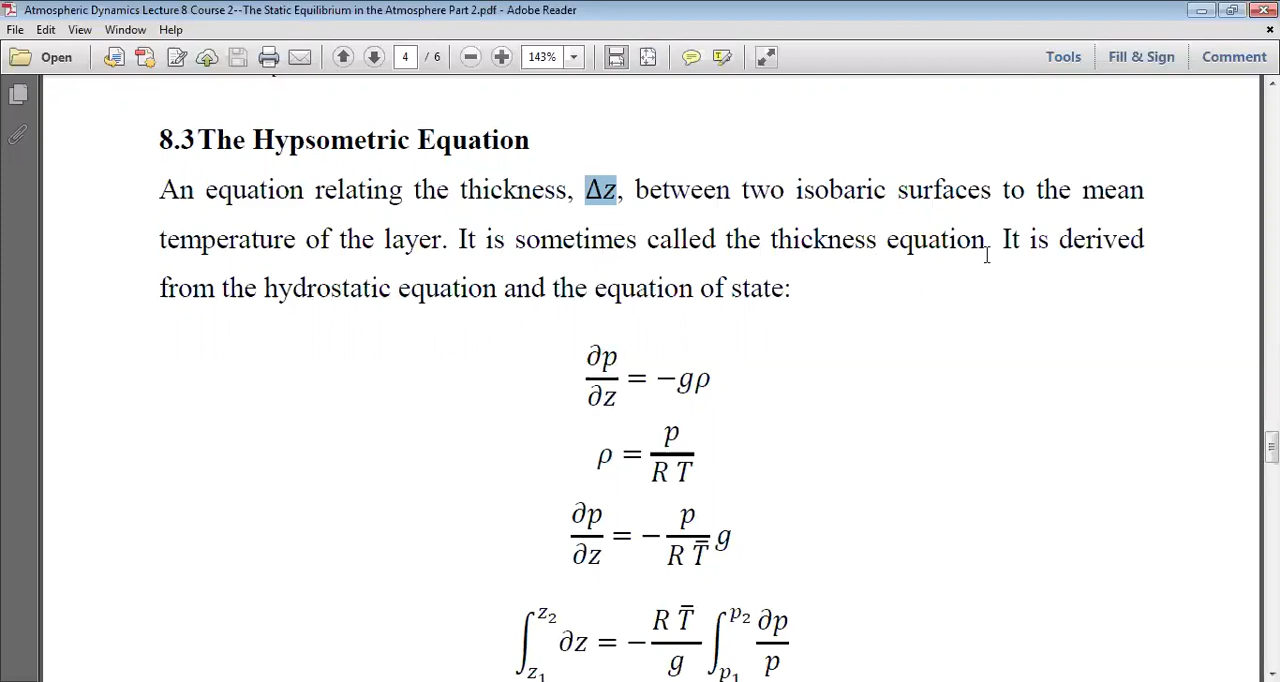 Atmospheric Dynamics Lecture 8 Course 2--The Static Equilibrium in the Atmosphere Part 2.pdf - Adobe Reader
File Edit View Window Help
Open 4 / 6 143% Tools Fill & Sign Comment
8.3 The Hypsometric Equation
An equation relating the thickness, Δz, between two isobaric surfaces to the mean
temperature of the layer. It is sometimes called the thickness equation. It is derived
from the hydrostatic equation and the equation of state:
∂p/∂z = −gρ
ρ = p/(R T)
∂p/∂z = − p/(R T̿) g
∫_{z₁}^{z₂} ∂z = − (R T̿)/g ∫_{p₁}^{p₂} ∂p/p